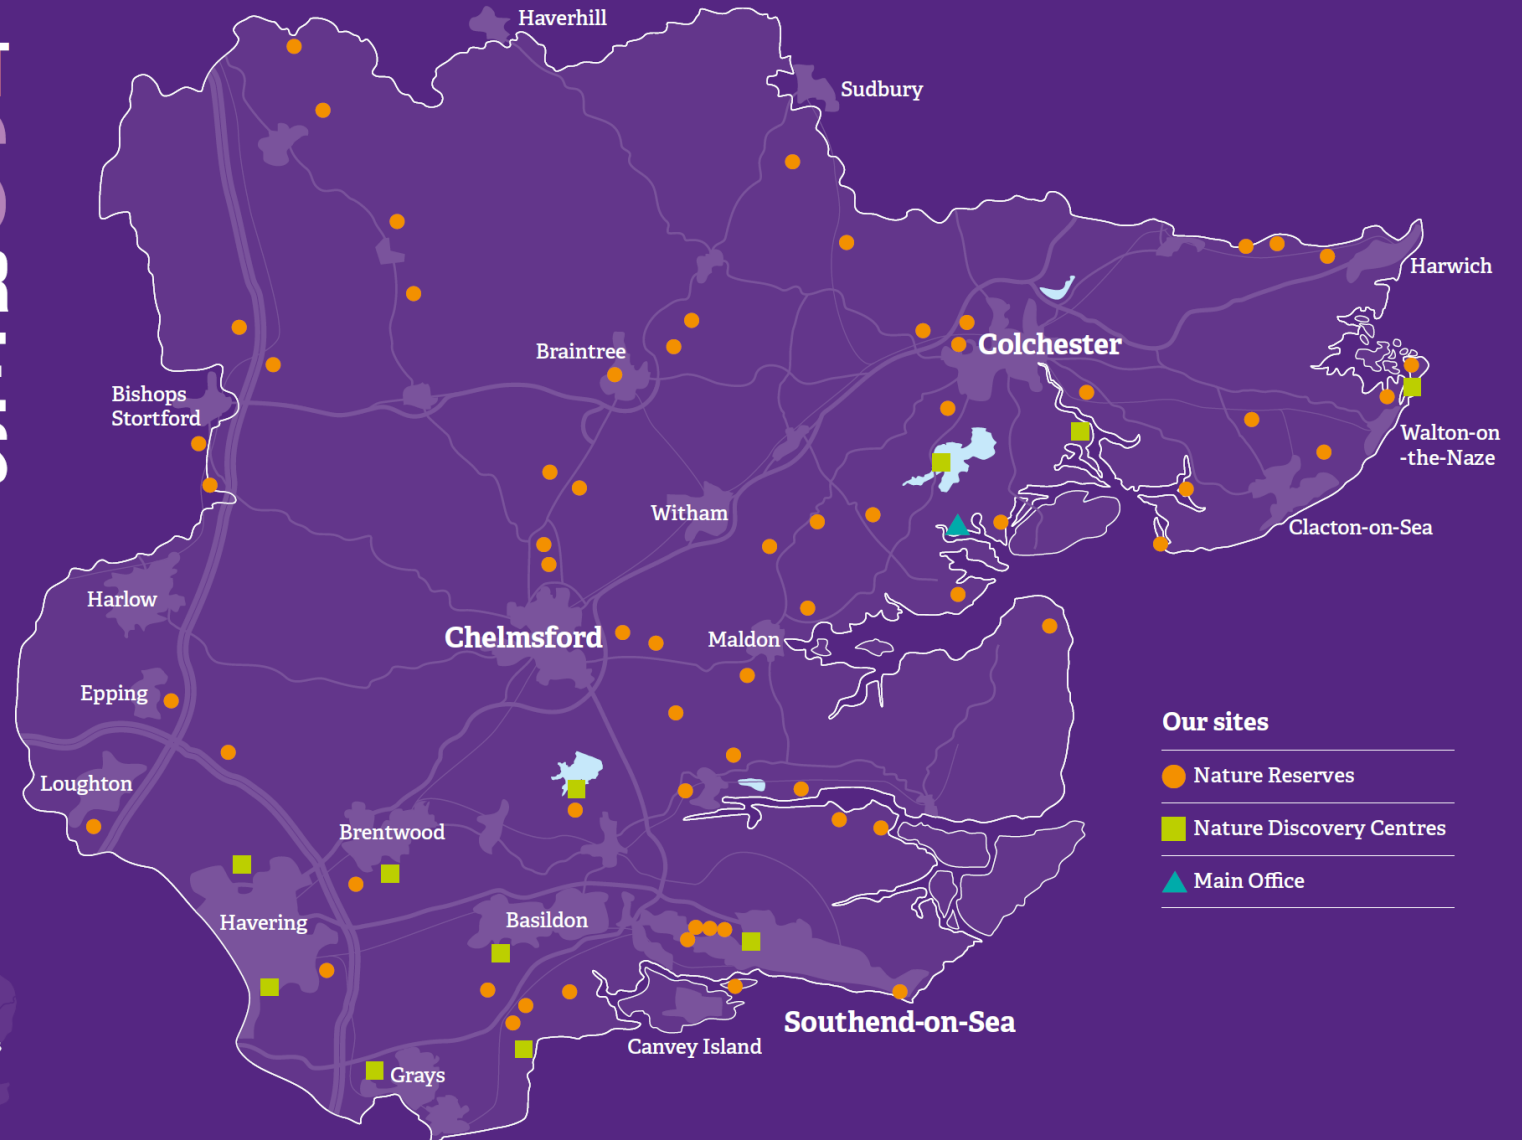 Haverhill
Sudbury
Harwich
Braintree
Colchester
Bishops
Stortford
Walton-on
-the-Naze
Witham
Clacton-on-Sea
Harlow
Chelmsford
Maldon
Epping
Our sites
Loughton
Nature Reserves
Brentwood
Nature Discovery Centres
Main Office
Havering
Basildon
Southend-on-Sea
Canvey Island
Grays